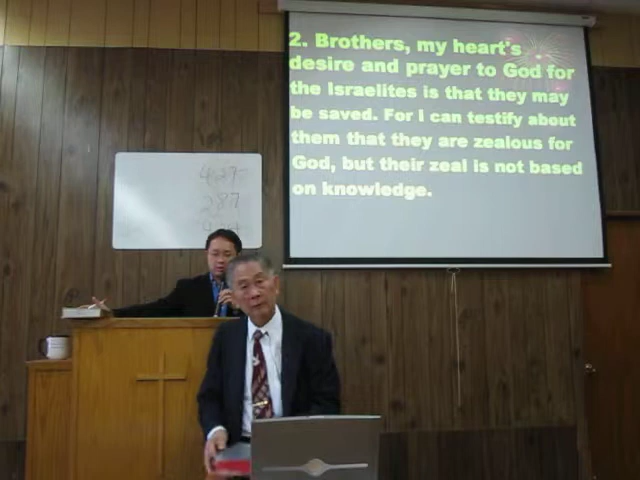 2. Brothers, my heart's
desire and prayer to God for
the Israelites is that they may
be saved. For I can testify about
them that they are zealous for
God, but their zeal is not based
on knowledge.
287